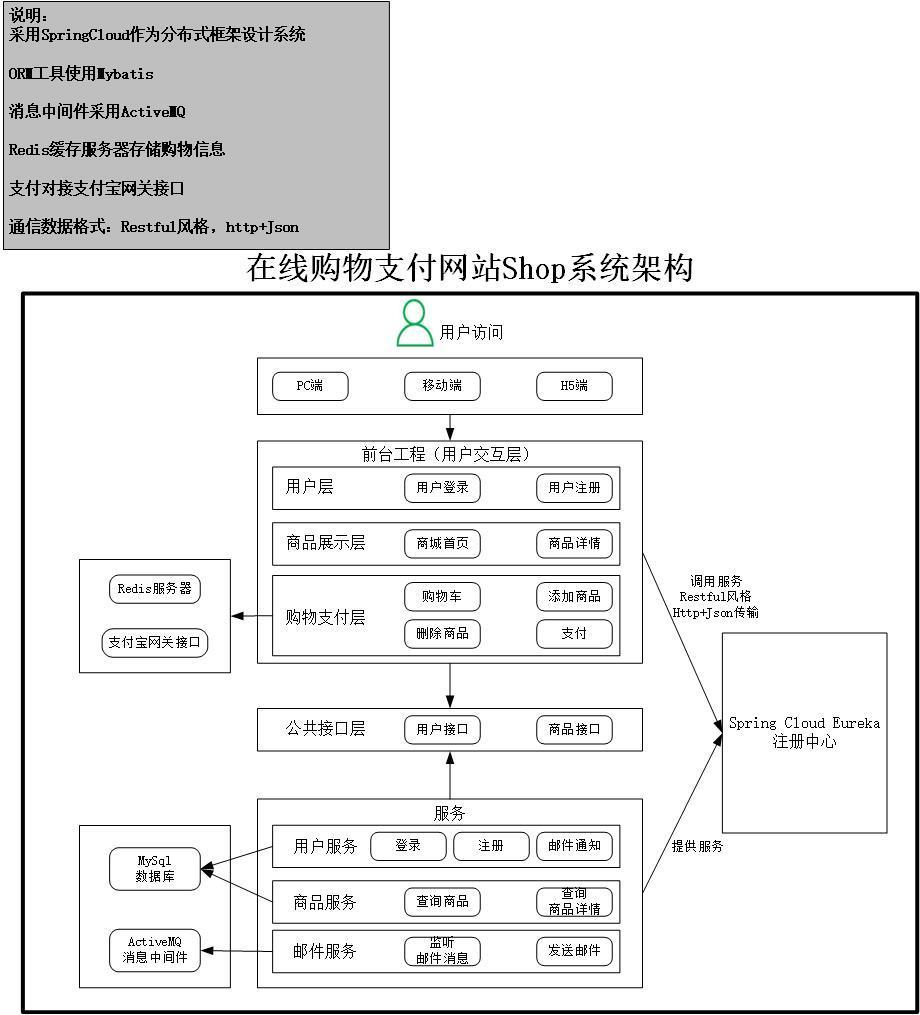 说明：
采用SpringCloud作为分布式框架设计系统
ORM工具使用Mybatis
消息中间件采用ActiveMQ
Redis缓存服务器存储购物信息
支付对接支付宝网关接口
通信数据格式：Restful风格，http+Json
在线购物支付网站Shop系统架构
用户访问
PC端
移动端
H5端
前台工程（用户交互层）
用户层
用户登录
用户注册
商品展示层
商城首页
商品详情
购物支付层
购物车
添加商品
删除商品
支付
Redis服务器
支付宝网关接口
调用服务
Restful风格
Http+Json传输
Spring Cloud Eureka
注册中心
公共接口层
用户接口
商品接口
服务
用户服务
登录
注册
邮件通知
商品服务
查询商品
查询
商品详情
邮件服务
监听
邮件消息
发送邮件
提供服务
MySql
数据库
ActiveMQ
消息中间件